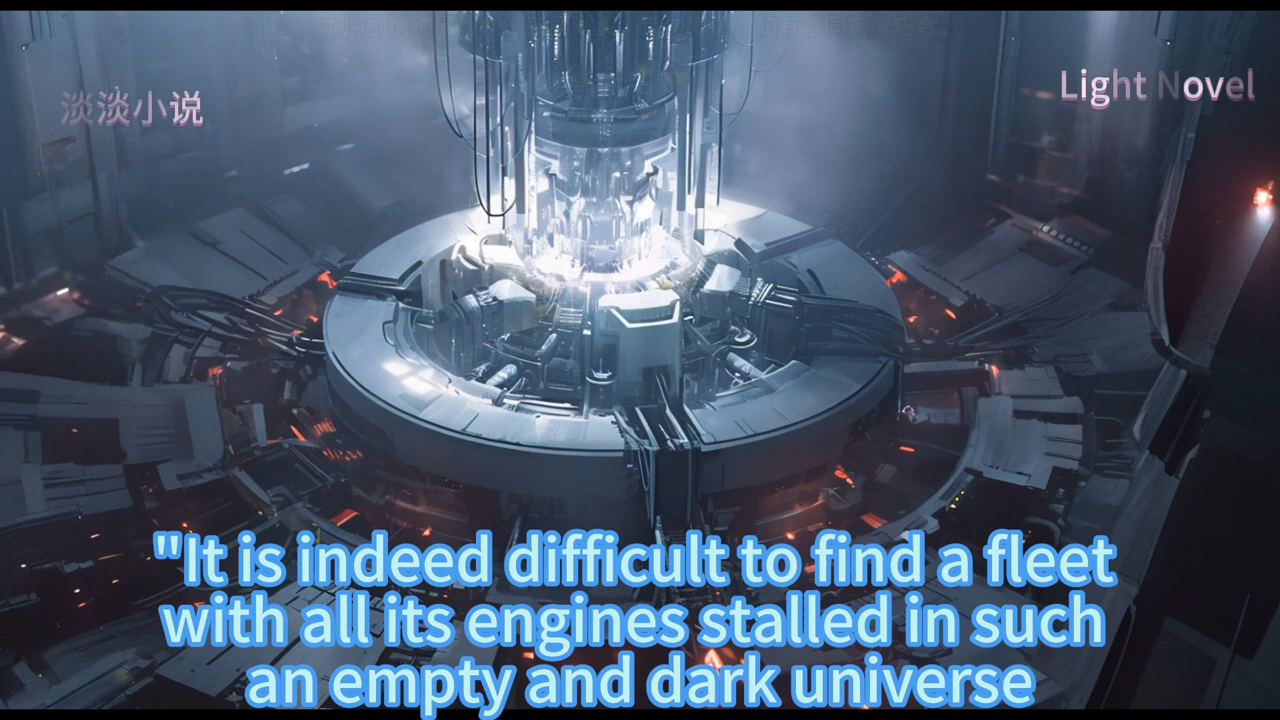 淡淡小说
Light Novel
"It is indeed difficult to find a fleet
with all its engines stalled in such
an empty and dark universe